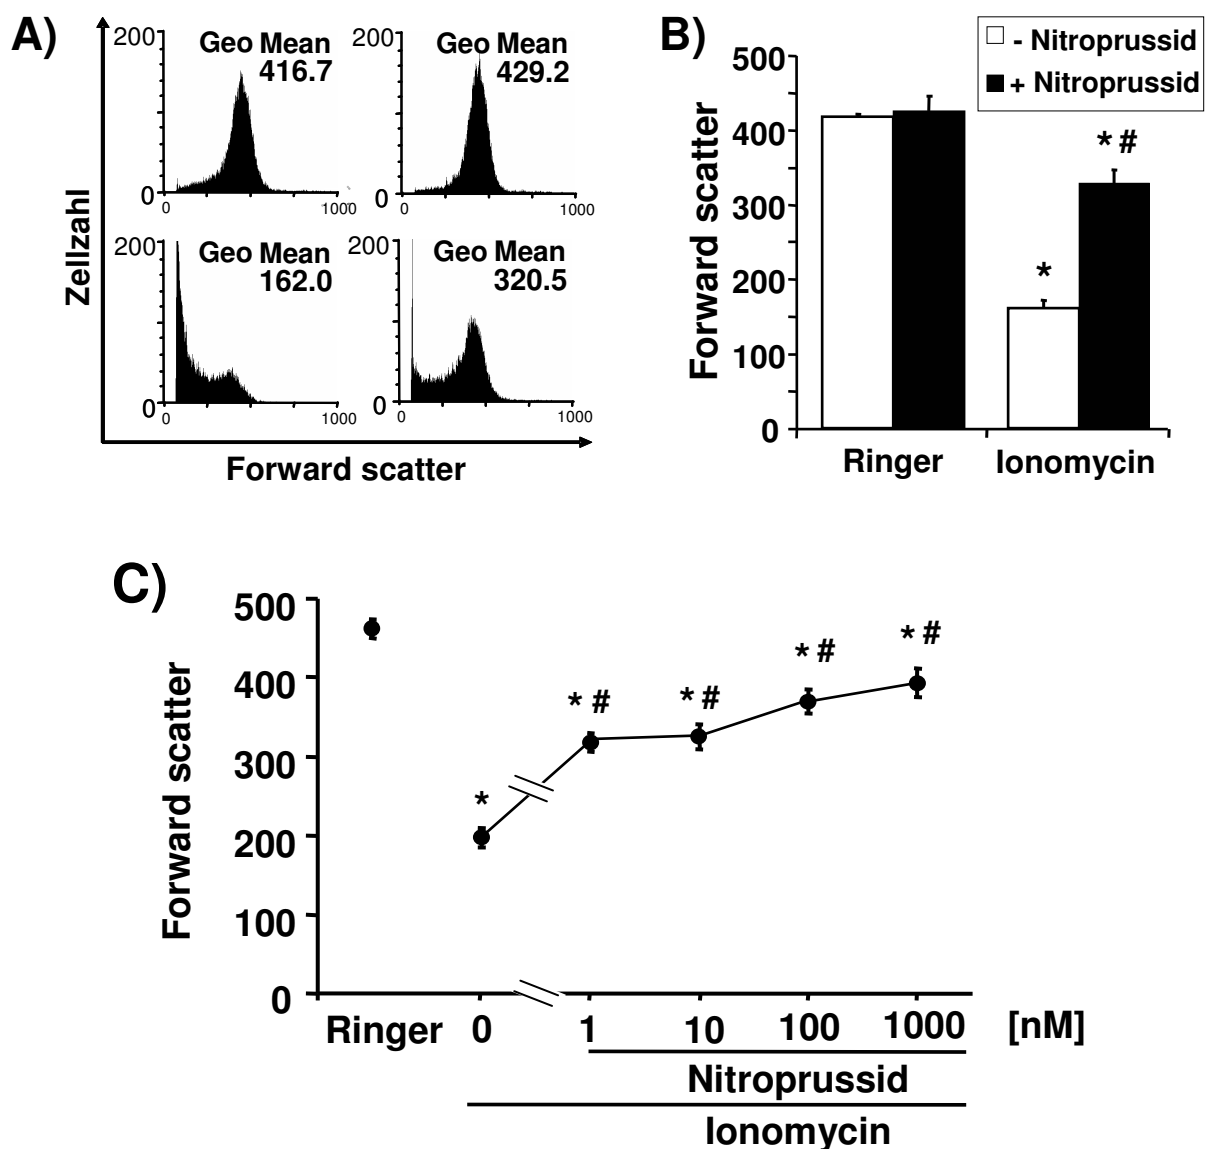 A)
Zellzahl
200
Geo Mean
416.7
0
0 1000
200
Geo Mean
429.2
0
0 1000
200
Geo Mean
162.0
0
0 1000
200
Geo Mean
320.5
0
0 1000
Forward scatter
B)
- Nitroprussid
+ Nitroprussid
Forward scatter
500
400
300
200
100
0
*
* #
Ringer Ionomycin
C)
Forward scatter
500
400
300
200
100
0
*
* #
* #
* #
* #
Ringer 0 1 10 100 1000 [nM]
Nitroprussid
Ionomycin